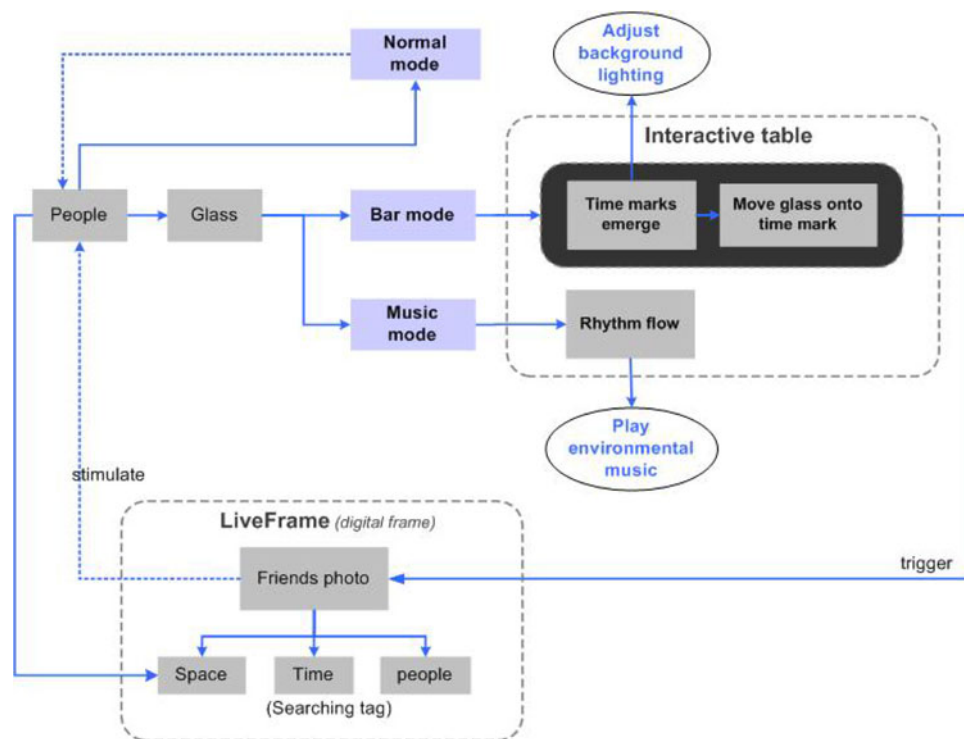 Normal
mode
Adjust
background
lighting
Interactive table
People
Glass
Bar mode
Time marks
emerge
Move glass onto
time mark
Music
mode
Rhythm flow
Play
environmental
music
stimulate
LiveFrame (digital frame)
Friends photo
trigger
Space
Time
people
(Searching tag)